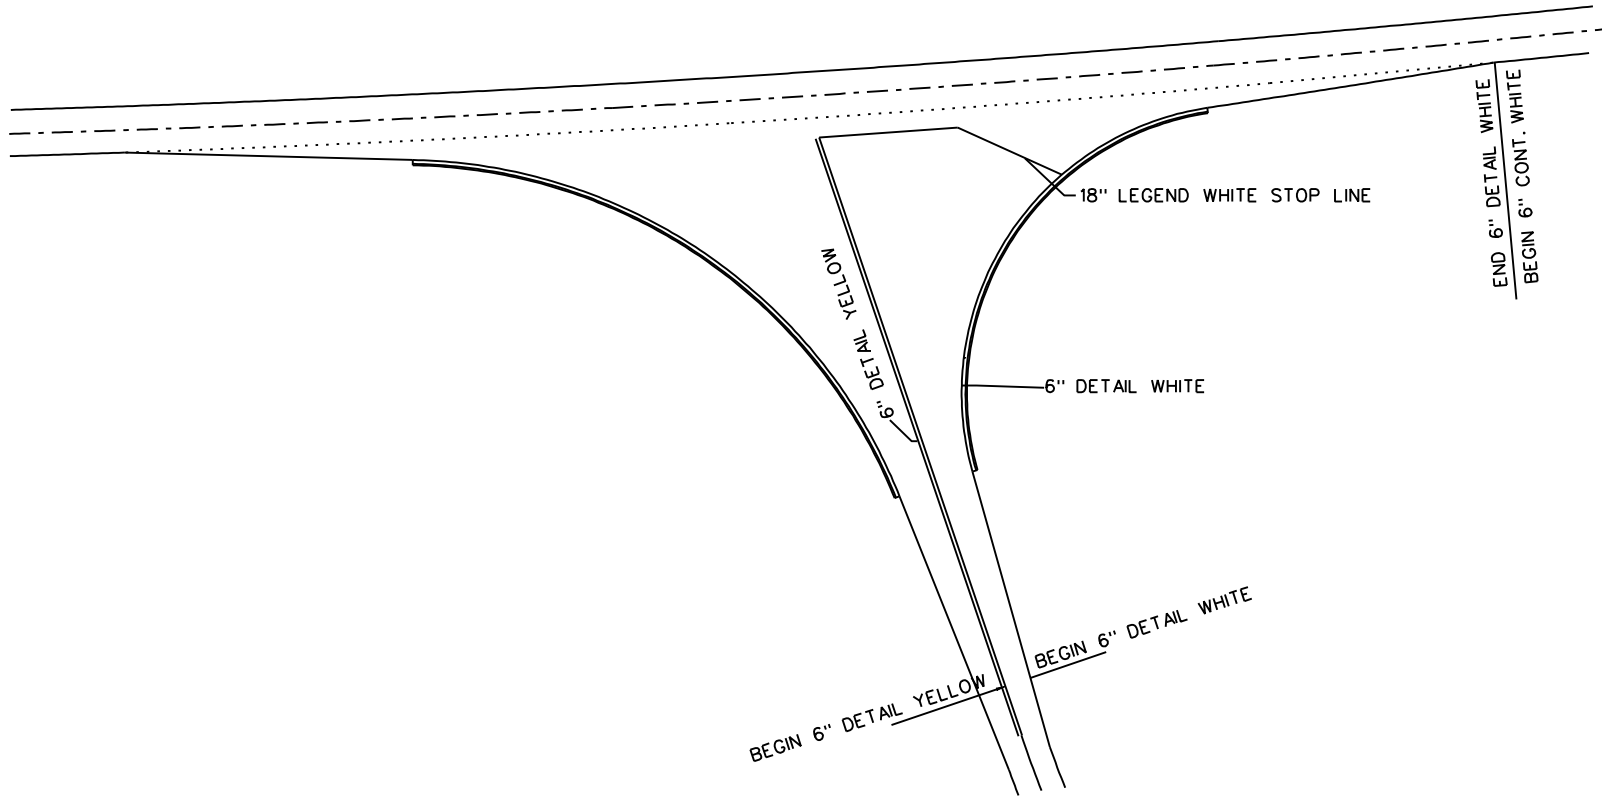 END 6" DETAIL WHITE
BEGIN 6" CONT. WHITE
18" LEGEND WHITE STOP LINE
6" DETAIL YELLOW
6" DETAIL WHITE
BEGIN 6" DETAIL WHITE
BEGIN 6" DETAIL YELLOW